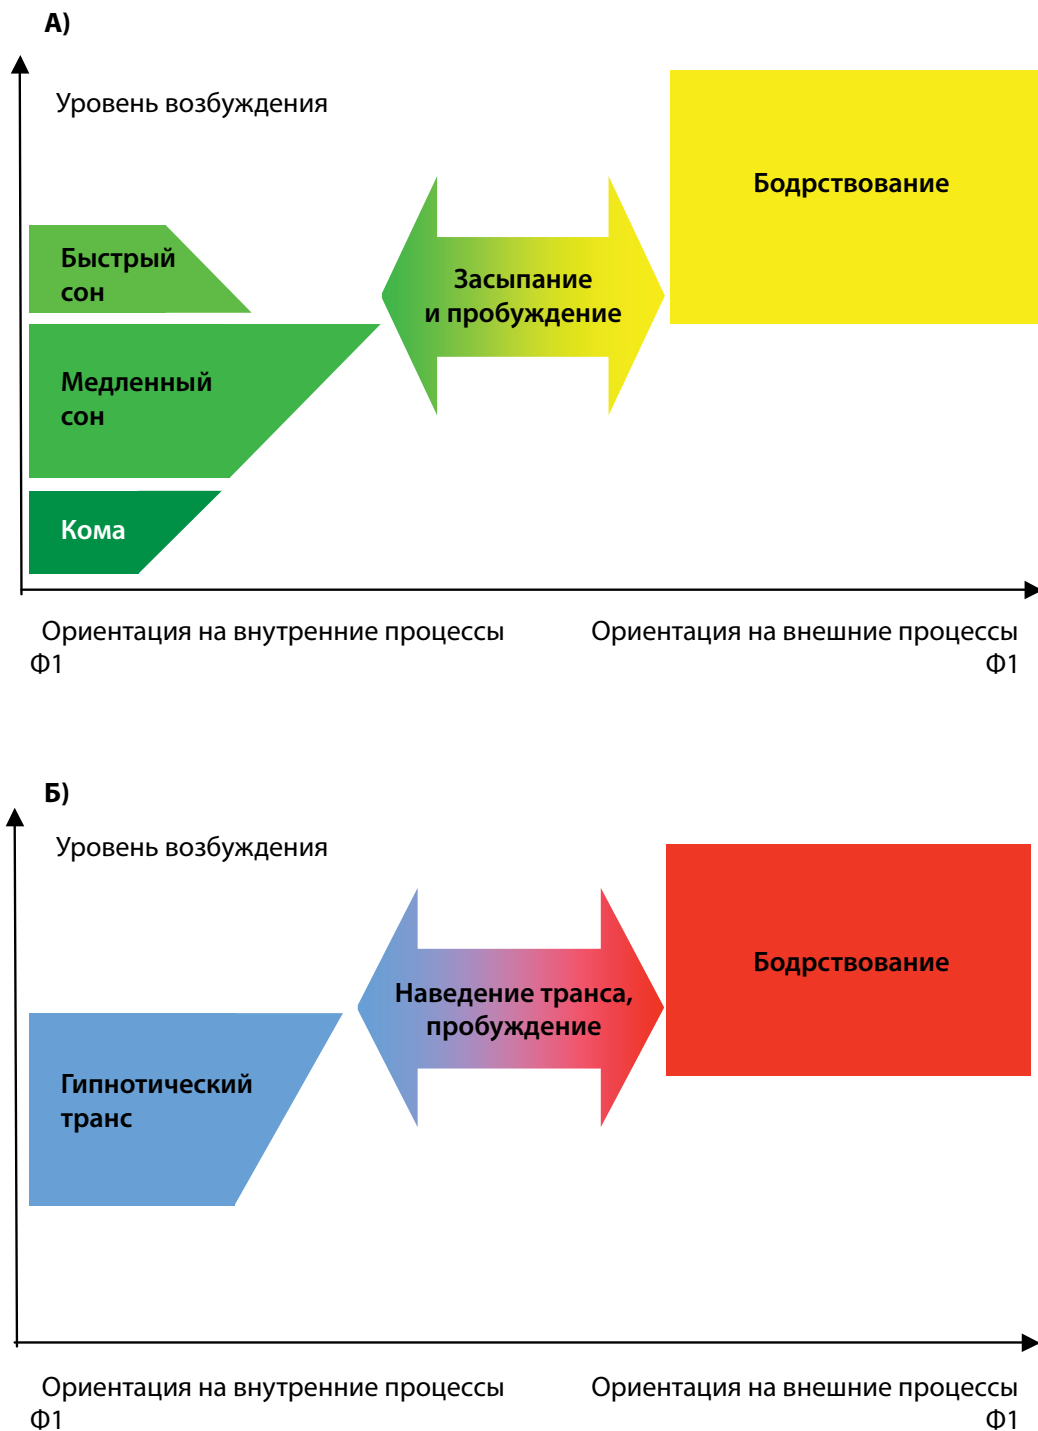 А)
Уровень возбуждения
Бодрствование
Быстрый
сон
Засыпание
и пробуждение
Медленный
сон
Кома
Ориентация на внутренние процессы
Ф1
Ориентация на внешние процессы
Ф1
Б)
Уровень возбуждения
Бодрствование
Наведение транса,
пробуждение
Гипнотический
транс
Ориентация на внутренние процессы
Ф1
Ориентация на внешние процессы
Ф1